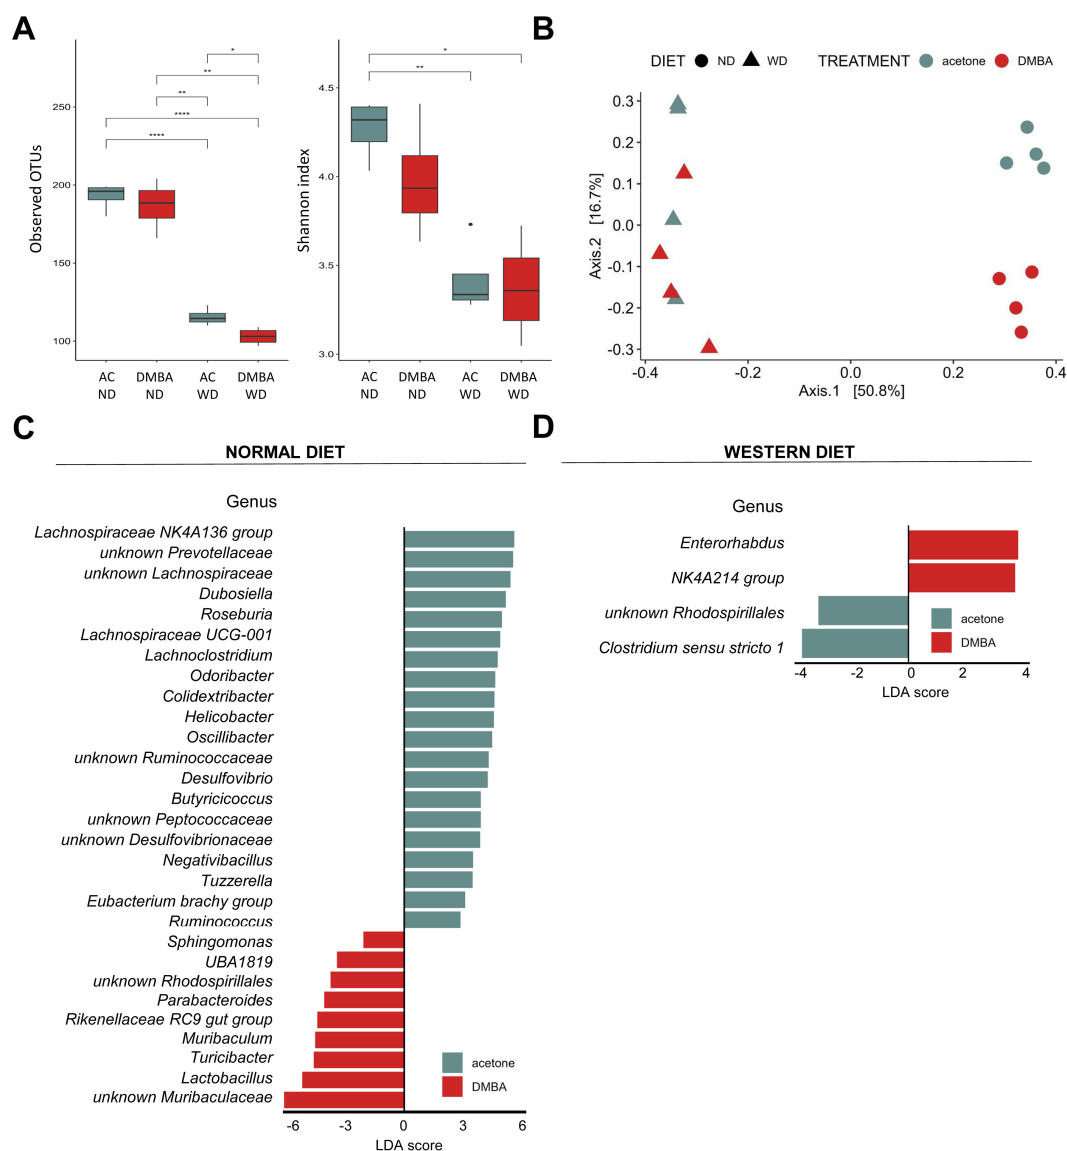 A
Observed OTUs
250
200
150
100
*
**
**
****
****
AC DMBA AC DMBA
ND ND WD WD
Shannon index
4.5
4.0
3.5
3.0
*
**
AC DMBA AC DMBA
ND ND WD WD
B
DIET ND WD TREATMENT acetone DMBA
Axis.2 [16.7%]
0.3
0.2
0.1
0.0
-0.1
-0.2
-0.3
-0.4 -0.2 0.0 0.2 0.4
Axis.1 [50.8%]
C
NORMAL DIET
Genus
Lachnospiraceae NK4A136 group
unknown Prevotellaceae
unknown Lachnospiraceae
Dubosiella
Roseburia
Lachnospiraceae UCG-001
Lachnoclostridium
Odoribacter
Colidextribacter
Helicobacter
Oscillibacter
unknown Ruminococcaceae
Desulfovibrio
Butyricicoccus
unknown Peptococcaceae
unknown Desulfovibrionaceae
Negativibacillus
Tuzzerella
Eubacterium brachy group
Ruminococcus
Sphingomonas
UBA1819
unknown Rhodospirillales
Parabacteroides
Rikenellaceae RC9 gut group
Muribaculum
Turicibacter
Lactobacillus
unknown Muribaculaceae
acetone
DMBA
-6 -3 0 3 6
LDA score
D
WESTERN DIET
Genus
Enterorhabdus
NK4A214 group
unknown Rhodospirillales
Clostridium sensu stricto 1
acetone
DMBA
-4 -2 0 2 4
LDA score